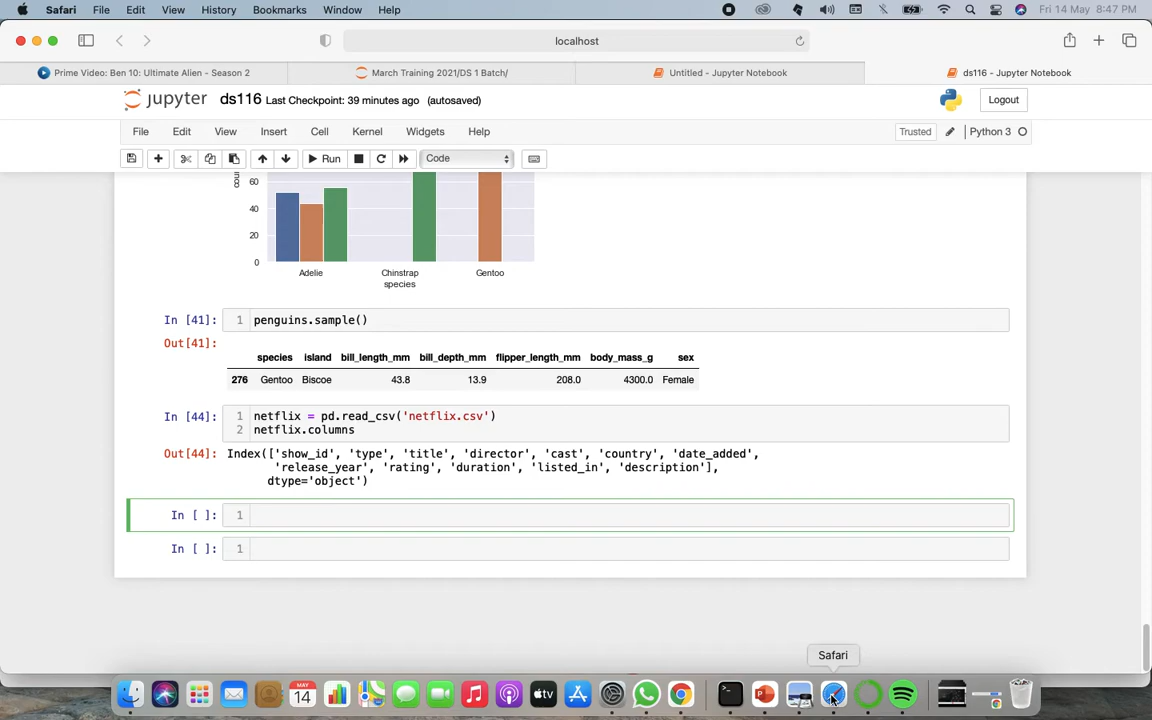 Safari File Edit View History Bookmarks Window Help Fri 14 May 8:47 PM
localhost
Prime Video: Ben 10: Ultimate Alien - Season 2 March Training 2021/DS 1 Batch/ Untitled - Jupyter Notebook ds116 - Jupyter Notebook
jupyter ds116 Last Checkpoint: 39 minutes ago (autosaved) Logout
File Edit View Insert Cell Kernel Widgets Help Trusted Python 3
Run Code
60
40
20
0
Adelie Chinstrap Gentoo
species
In [41]: 1 penguins.sample()
Out[41]:
species island bill_length_mm bill_depth_mm flipper_length_mm body_mass_g sex
276 Gentoo Biscoe 43.8 13.9 208.0 4300.0 Female
In [44]: 1 netflix = pd.read_csv('netflix.csv')
2 netflix.columns
Out[44]: Index(['show_id', 'type', 'title', 'director', 'cast', 'country', 'date_added',
'release_year', 'rating', 'duration', 'listed_in', 'description'],
dtype='object')
In [ ]: 1
In [ ]: 1
Safari
MAY
14
tv